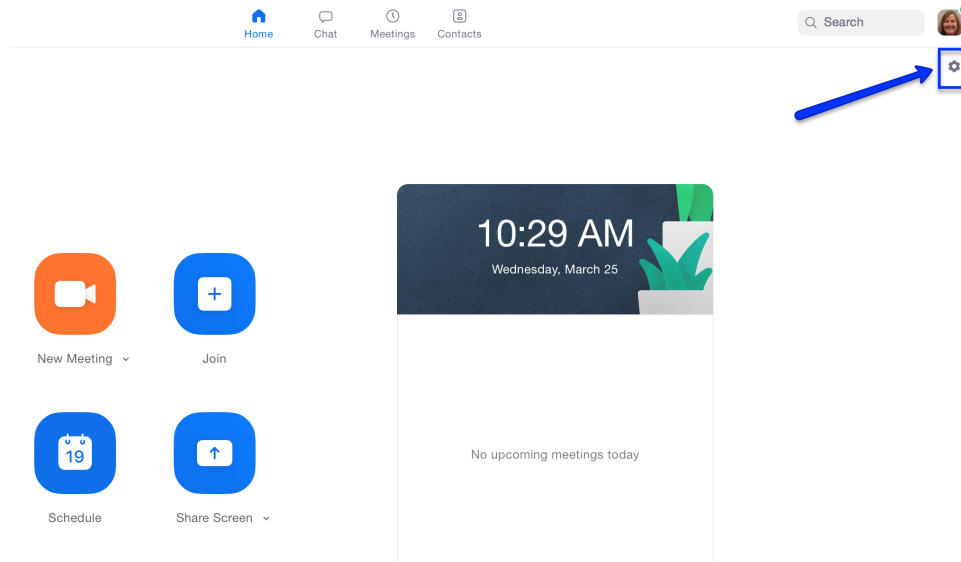 Home
Chat
Meetings
Contacts
Search
10:29 AM
Wednesday, March 25
New Meeting
Join
19
Schedule
Share Screen
No upcoming meetings today